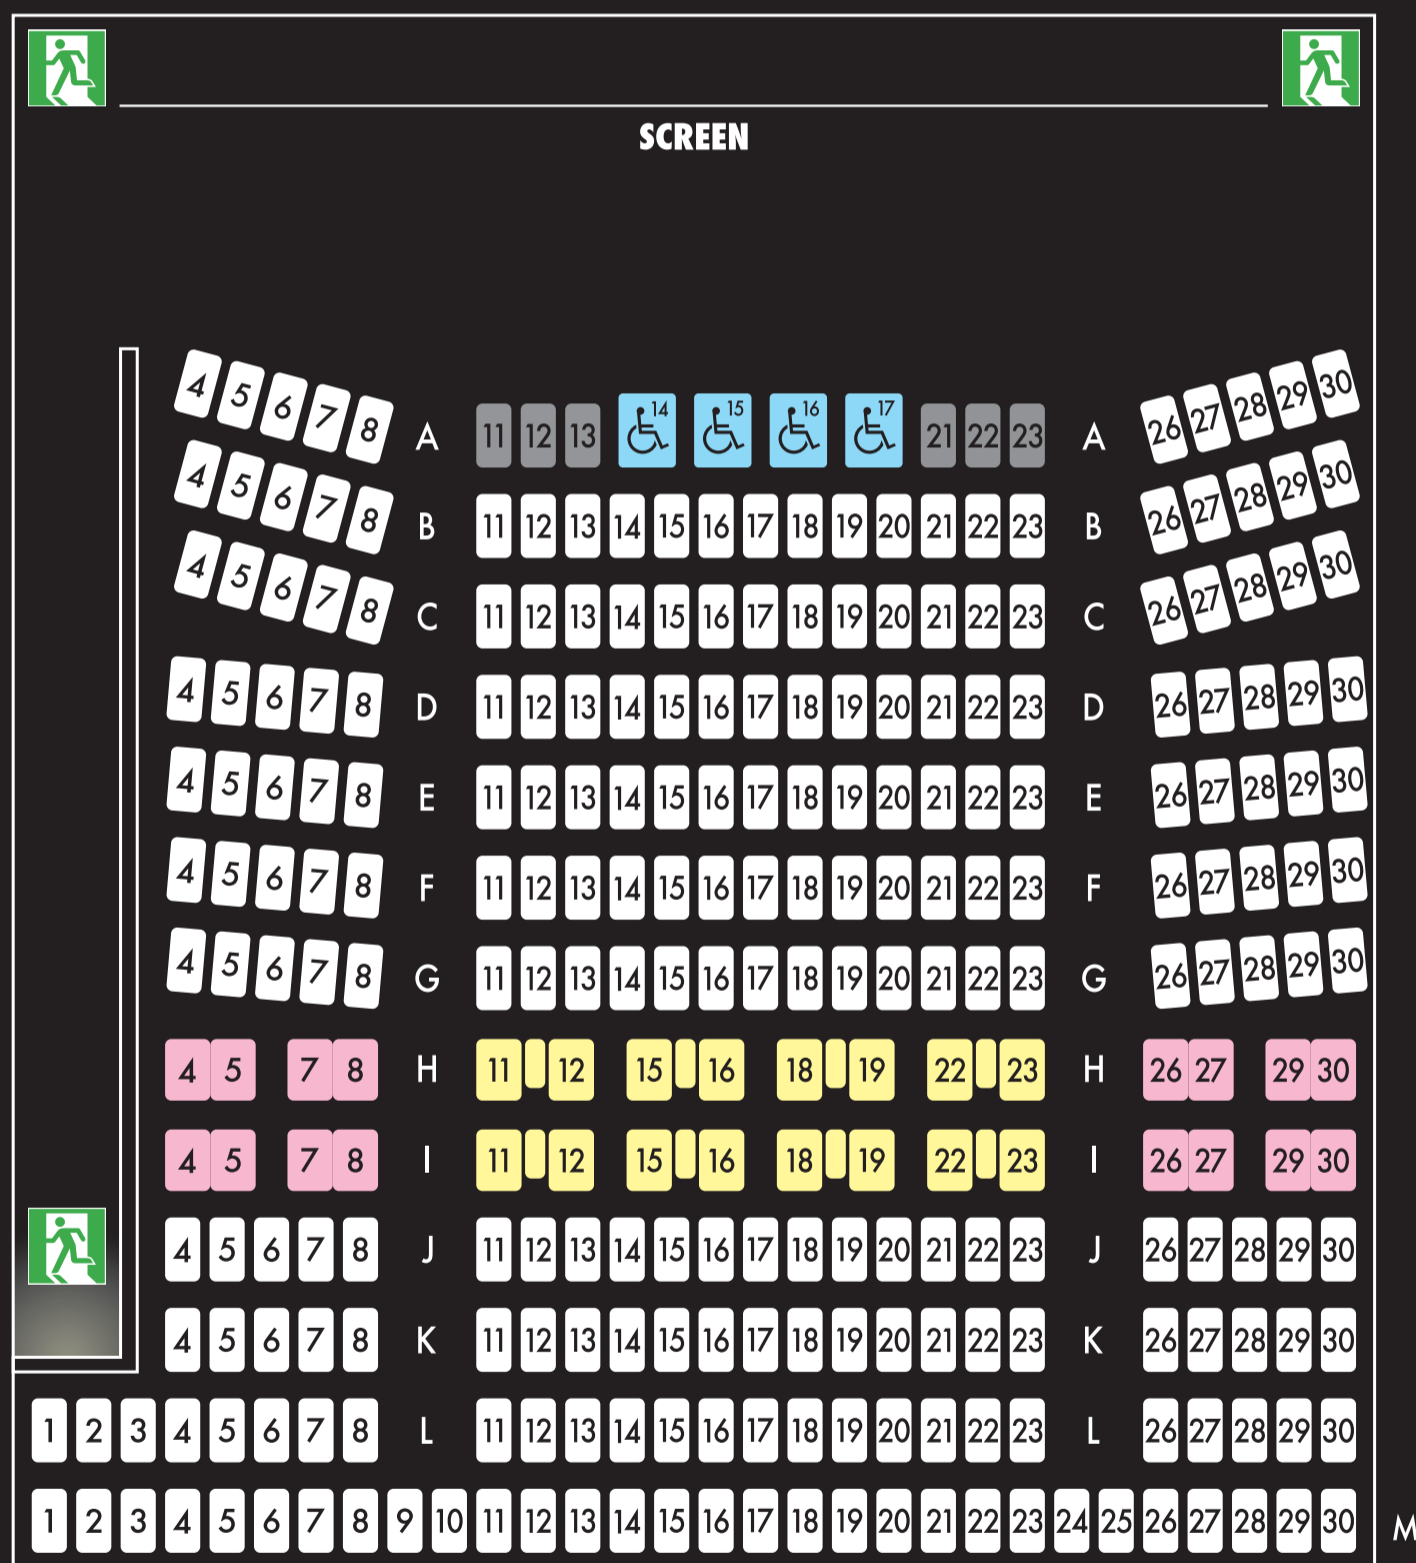 SCREEN
4 5 6 7 8 A 11 12 13 14 15 16 17 21 22 23 A 26 27 28 29 30
4 5 6 7 8 B 11 12 13 14 15 16 17 18 19 20 21 22 23 B 26 27 28 29 30
4 5 6 7 8 C 11 12 13 14 15 16 17 18 19 20 21 22 23 C 26 27 28 29 30
4 5 6 7 8 D 11 12 13 14 15 16 17 18 19 20 21 22 23 D 26 27 28 29 30
4 5 6 7 8 E 11 12 13 14 15 16 17 18 19 20 21 22 23 E 26 27 28 29 30
4 5 6 7 8 F 11 12 13 14 15 16 17 18 19 20 21 22 23 F 26 27 28 29 30
4 5 6 7 8 G 11 12 13 14 15 16 17 18 19 20 21 22 23 G 26 27 28 29 30
4 5 7 8 H 11 12 15 16 18 19 22 23 H 26 27 29 30
4 5 7 8 I 11 12 15 16 18 19 22 23 I 26 27 29 30
4 5 6 7 8 J 11 12 13 14 15 16 17 18 19 20 21 22 23 J 26 27 28 29 30
4 5 6 7 8 K 11 12 13 14 15 16 17 18 19 20 21 22 23 K 26 27 28 29 30
1 2 3 4 5 6 7 8 L 11 12 13 14 15 16 17 18 19 20 21 22 23 L 26 27 28 29 30
1 2 3 4 5 6 7 8 9 10 11 12 13 14 15 16 17 18 19 20 21 22 23 24 25 26 27 28 29 30 M